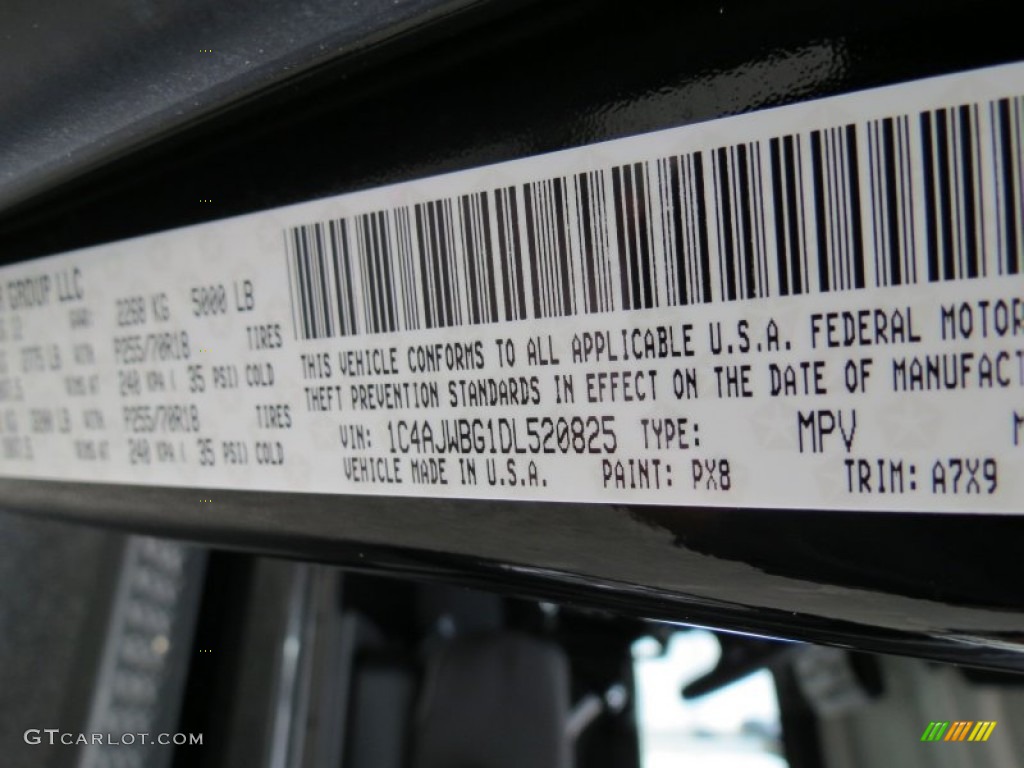 GROUP LLC
2268 KG 5000 LB
P255/70R18 TIRES
240 KPA ( 35 PSI) COLD
P255/70R18 TIRES
240 KPA ( 35 PSI) COLD
THIS VEHICLE CONFORMS TO ALL APPLICABLE U.S.A. FEDERAL MOTOR
THEFT PREVENTION STANDARDS IN EFFECT ON THE DATE OF MANUFACT
VIN: 1C4AJWBG1DL520825 TYPE: MPV
VEHICLE MADE IN U.S.A. PAINT: PX8 TRIM: A7X9
GTCARLOT.COM